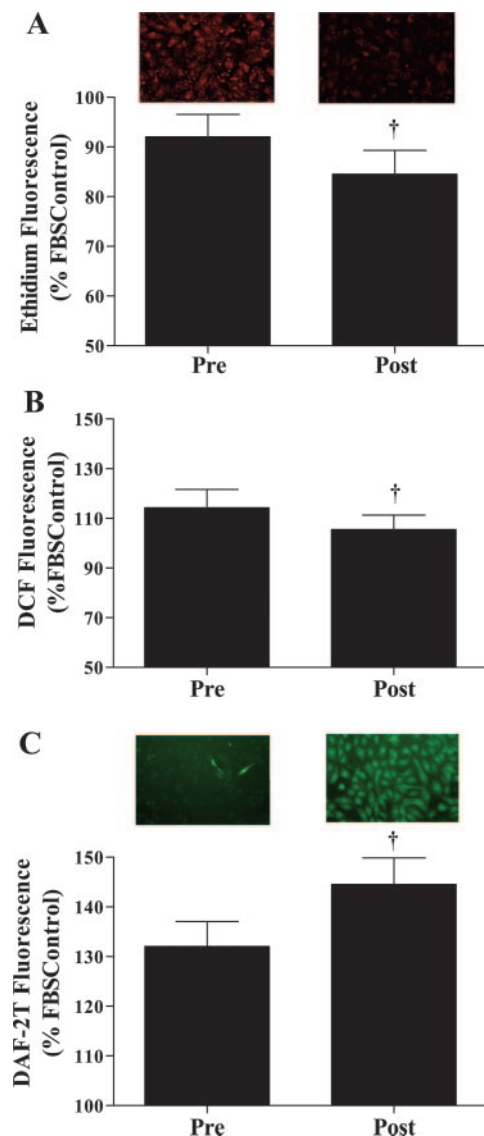 A
Ethidium Fluorescence
(% FBSControl)
100
90
80
70
60
50
†
Pre
Post
B
DCF Fluorescence
(%FBSControl)
150
130
110
90
70
50
†
Pre
Post
C
DAF-2T Fluorescence
(% FBSControl)
150
140
130
120
110
100
†
Pre
Post